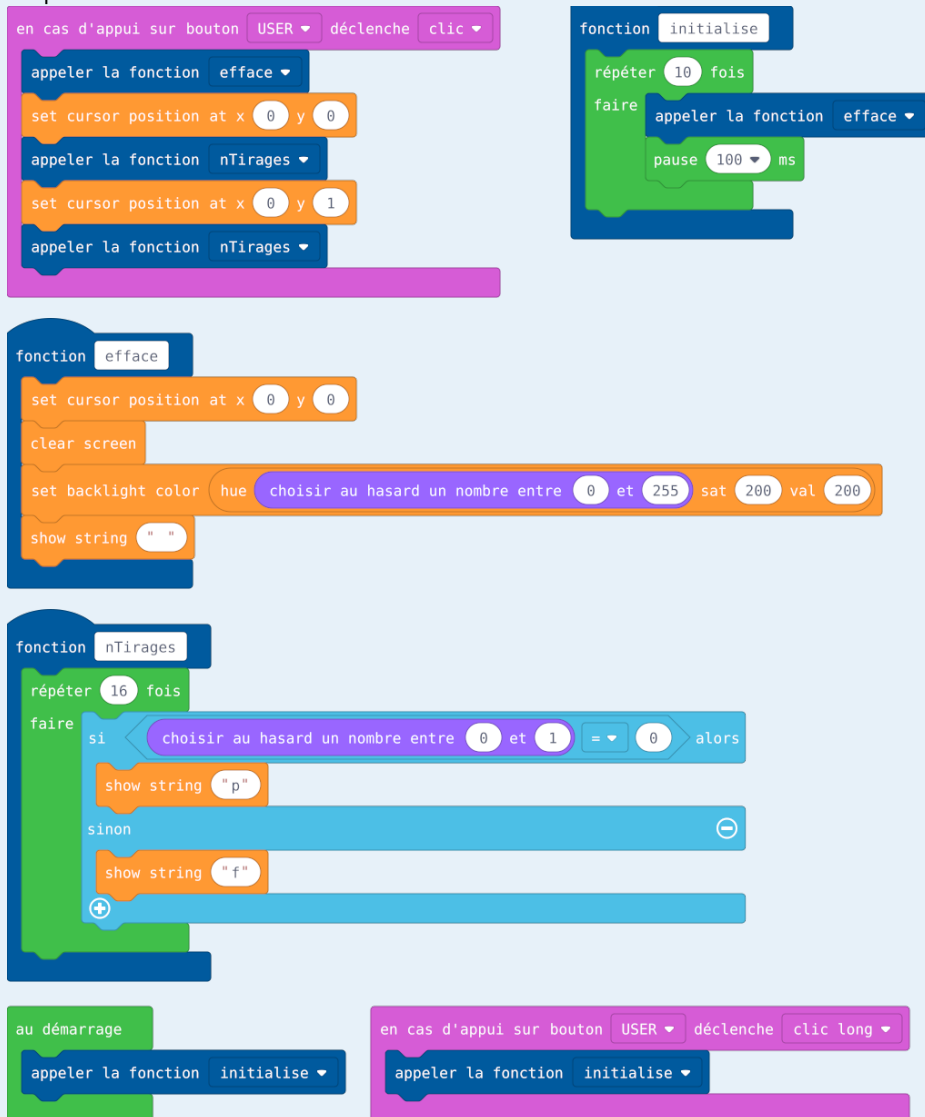 en cas d'appui sur bouton USER déclenche clic
appeler la fonction efface
set cursor position at x 0 y 0
appeler la fonction nTirages
set cursor position at x 0 y 1
appeler la fonction nTirages
fonction initialise
répéter 10 fois
faire
appeler la fonction efface
pause 100 ms
fonction efface
set cursor position at x 0 y 0
clear screen
set backlight color hue choisir au hasard un nombre entre 0 et 255 sat 200 val 200
show string " "
fonction nTirages
répéter 16 fois
faire
si choisir au hasard un nombre entre 0 et 1 = 0 alors
show string "p"
sinon
show string "f"
au démarrage
appeler la fonction initialise
en cas d'appui sur bouton USER déclenche clic long
appeler la fonction initialise